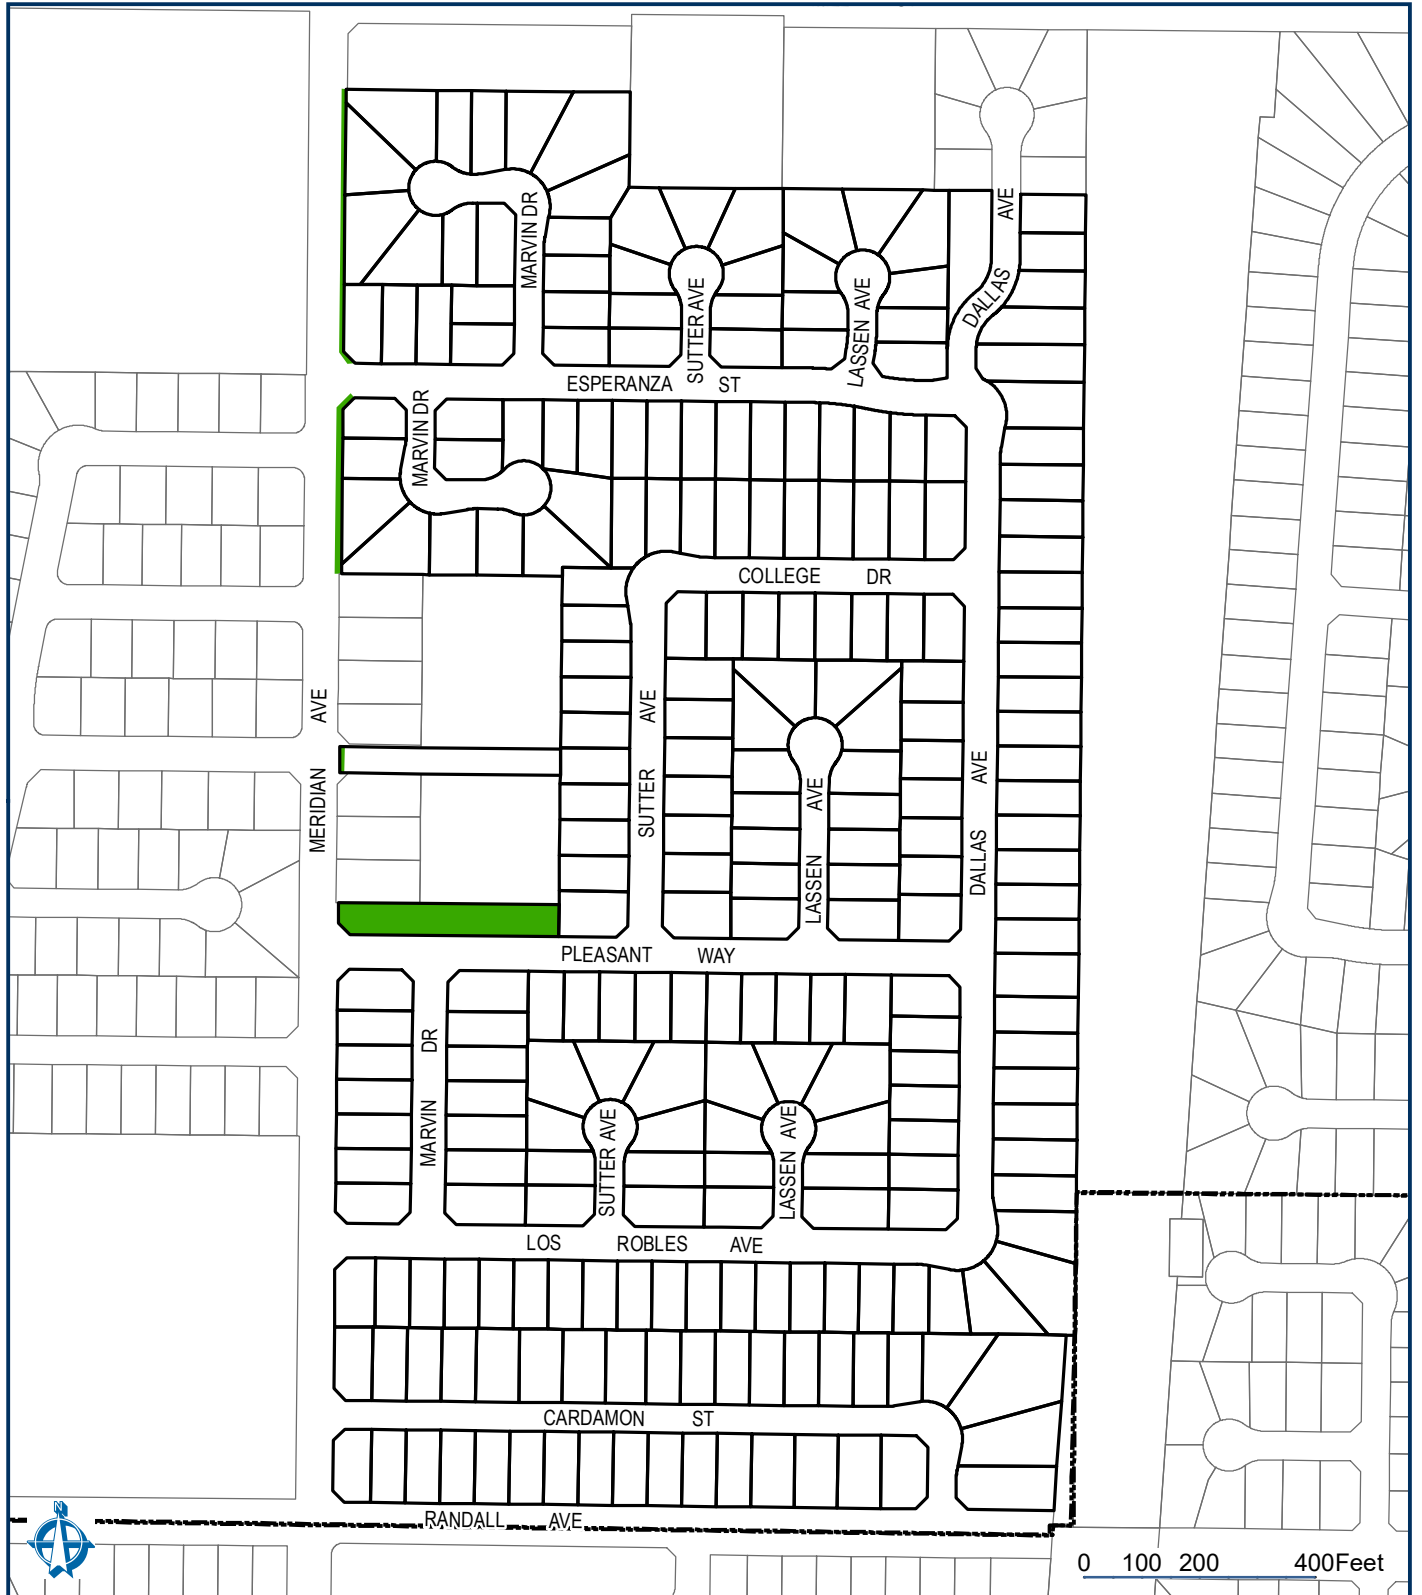 MARVIN DR
AVE
SUTTER AVE
LASSEN AVE
DALLAS
ESPERANZA ST
MARVIN DR
COLLEGE DR
MERIDIAN AVE
SUTTER AVE
LASSEN AVE
DALLAS AVE
PLEASANT WAY
MARVIN DR
SUTTER AVE
LASSEN AVE
LOS ROBLES AVE
CARDAMON ST
RANDALL AVE
N
0 100 200 400Feet